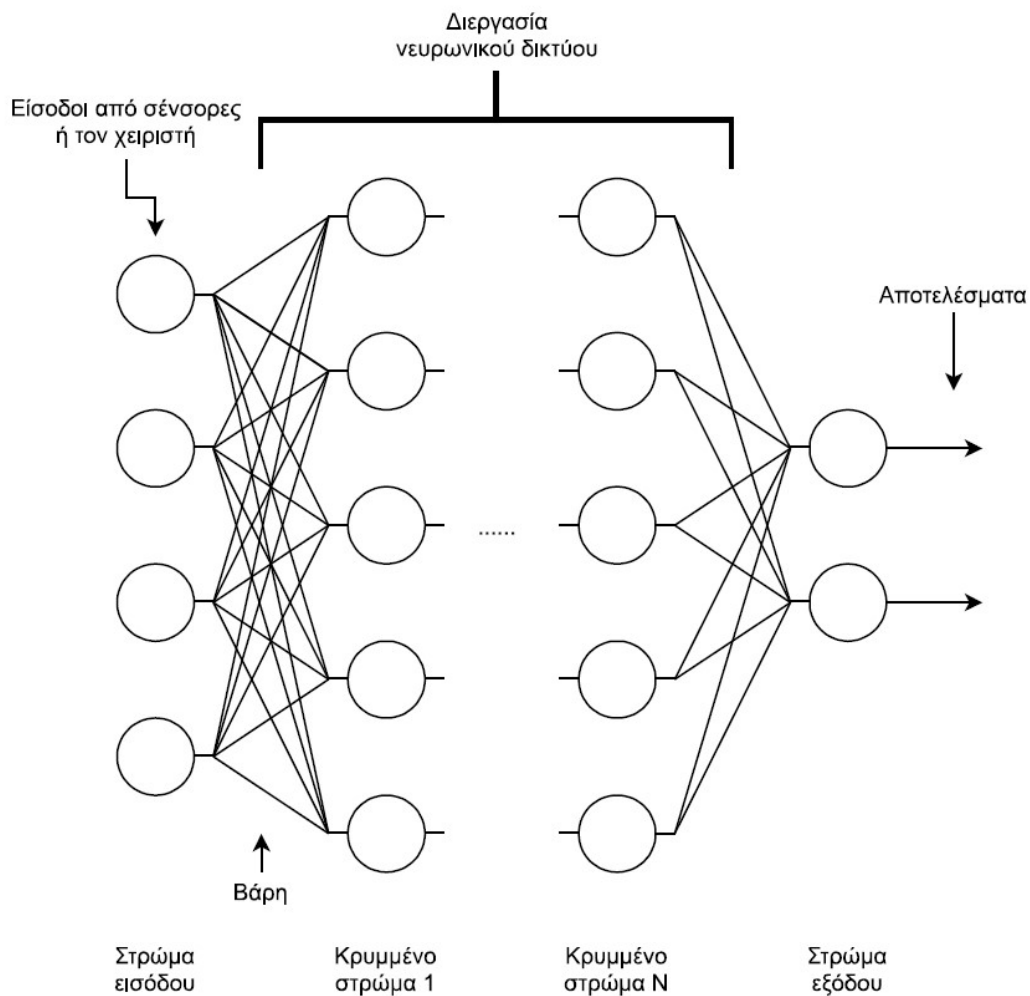 Διεργασία
νευρωνικού δικτύου
Είσοδοι από σένσορες
ή τον χειριστή
Αποτελέσματα
......
Βάρη
Στρώμα
εισόδου
Κρυμμένο
στρώμα 1
Κρυμμένο
στρώμα N
Στρώμα
εξόδου